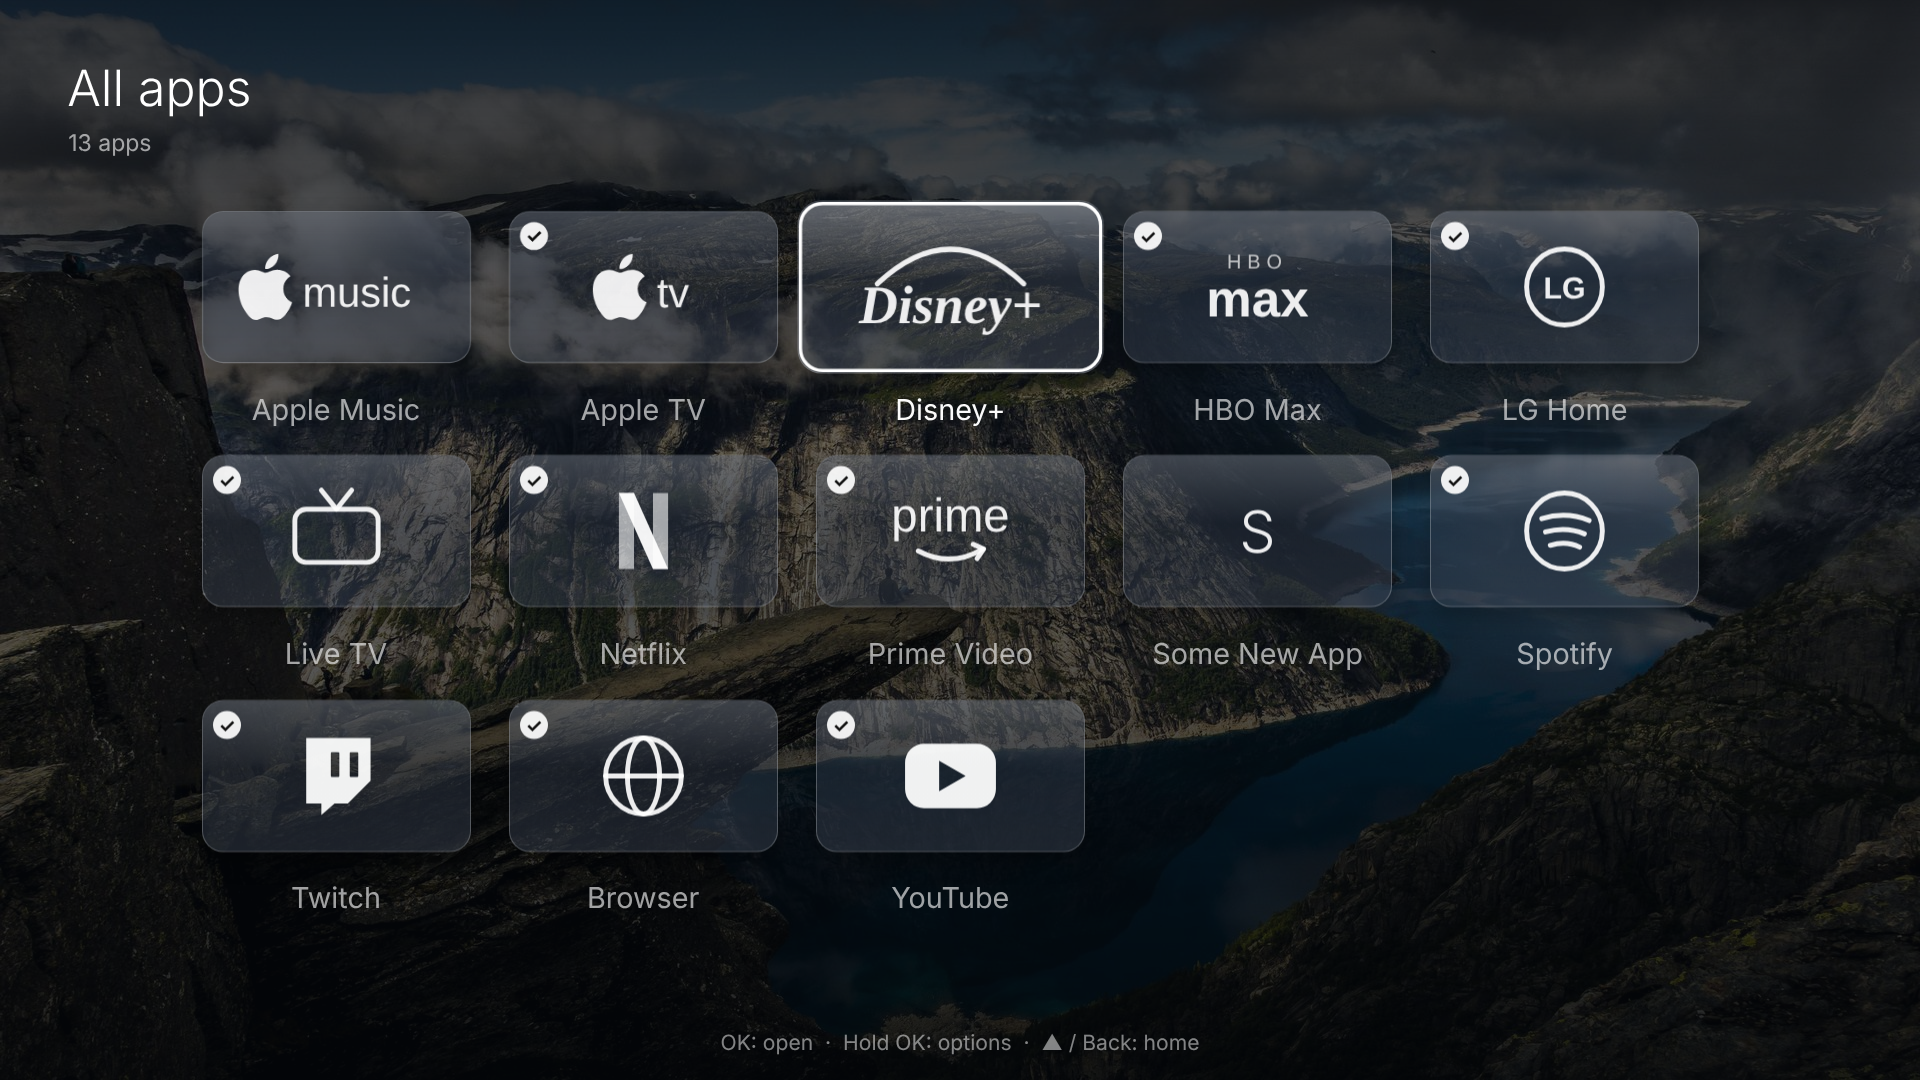 All apps
13 apps
music
tv
Disney+
HBO
max
LG
Apple Music
Apple TV
Disney+
HBO Max
LG Home
N
prime
S
Live TV
Netflix
Prime Video
Some New App
Spotify
Twitch
Browser
YouTube
OK: open · Hold OK: options · ▲ / Back: home